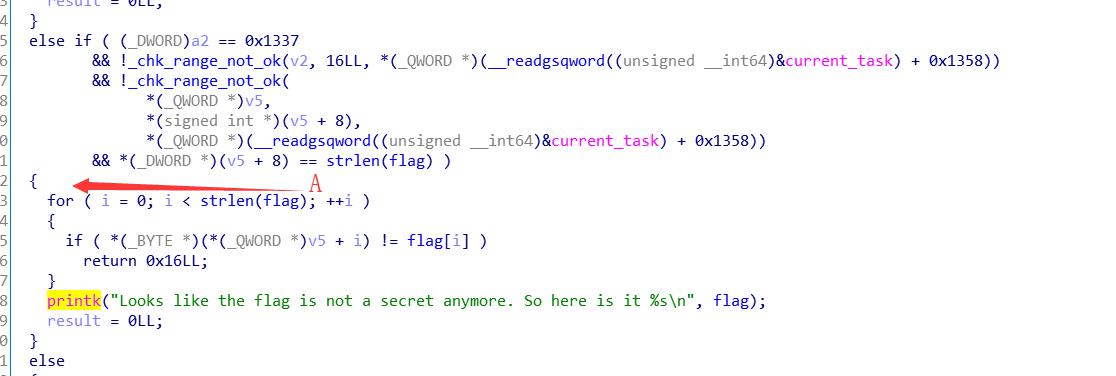 result = 0LL;
4 }
5 else if ( (_DWORD)a2 == 0x1337
6 && !_chk_range_not_ok(v2, 16LL, *(_QWORD *)(__readgsqword((unsigned __int64)&current_task) + 0x1358))
7 && !_chk_range_not_ok(
8 *(_QWORD *)v5,
9 *(signed int *)(v5 + 8),
0 *(_QWORD *)(__readgsqword((unsigned __int64)&current_task) + 0x1358))
1 && *(_DWORD *)(v5 + 8) == strlen(flag) )
2 {
A
3 for ( i = 0; i < strlen(flag); ++i )
4 {
5 if ( *(_BYTE *)(*(_QWORD *)v5 + i) != flag[i] )
6 return 0x16LL;
7 }
8 printk("Looks like the flag is not a secret anymore. So here is it %s\n", flag);
9 result = 0LL;
0 }
1 else